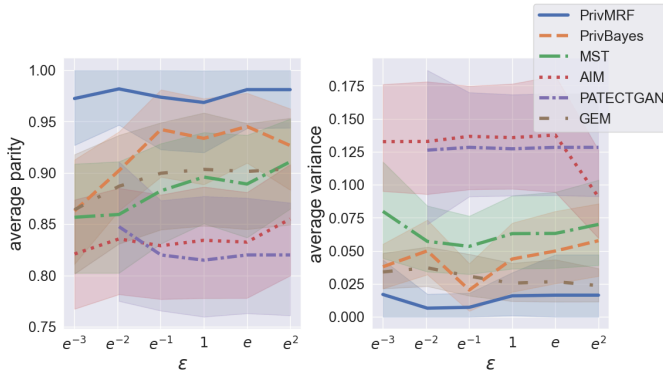 PrivMRF
PrivBayes
MST
AIM
PATECTGAN
GEM
average parity
1.00
0.95
0.90
0.85
0.80
0.75
e⁻³ e⁻² e⁻¹ 1 e e²
ε
average variance
0.175
0.150
0.125
0.100
0.075
0.050
0.025
0.000
e⁻³ e⁻² e⁻¹ 1 e e²
ε